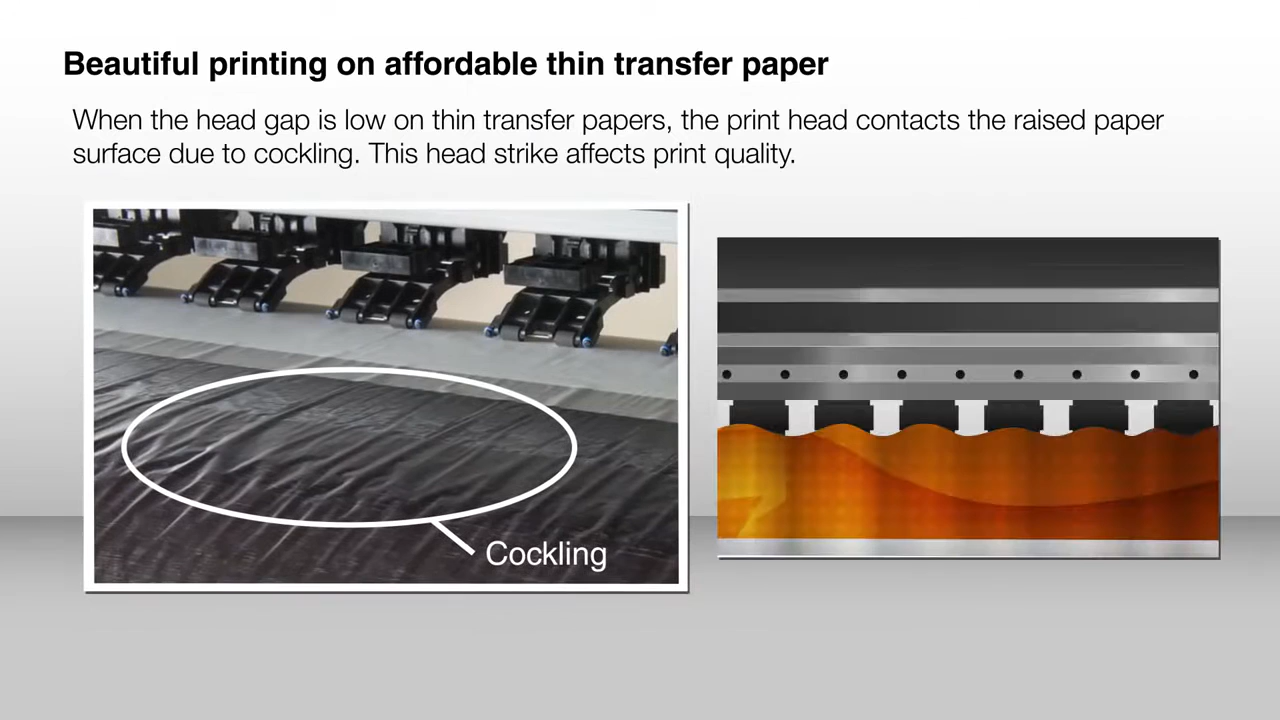 Beautiful printing on affordable thin transfer paper
When the head gap is low on thin transfer papers, the print head contacts the raised paper
surface due to cockling. This head strike affects print quality.
Cockling